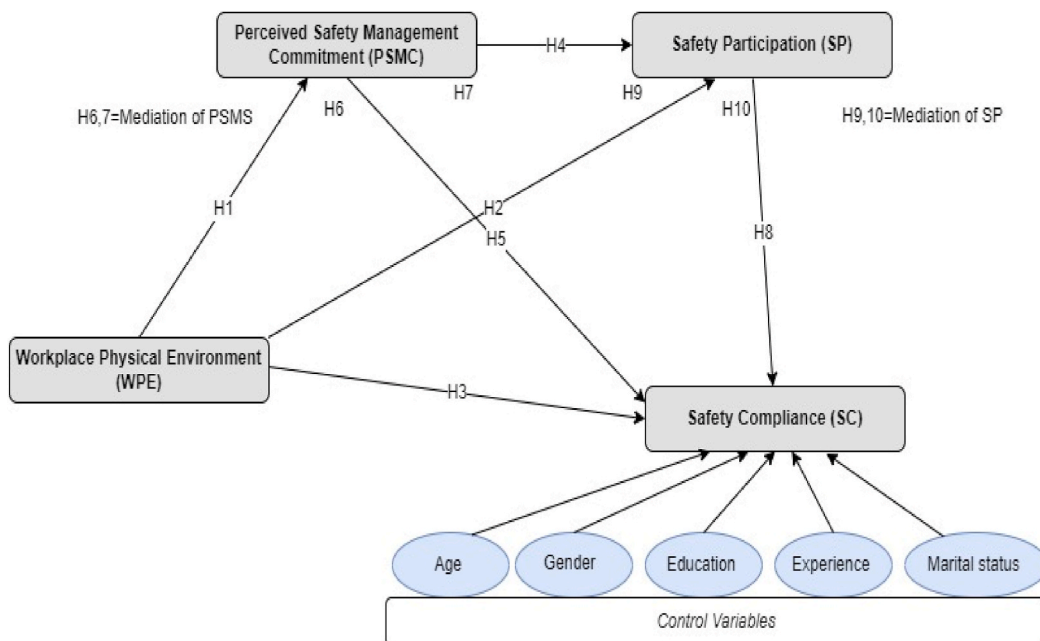 Perceived Safety Management
Commitment (PSMC)
H4
Safety Participation (SP)
H7
H9
H6
H10
H6,7=Mediation of PSMS
H9,10=Mediation of SP
H1
H2
H5
H8
Workplace Physical Environment
(WPE)
H3
Safety Compliance (SC)
Age
Gender
Education
Experience
Marital status
Control Variables